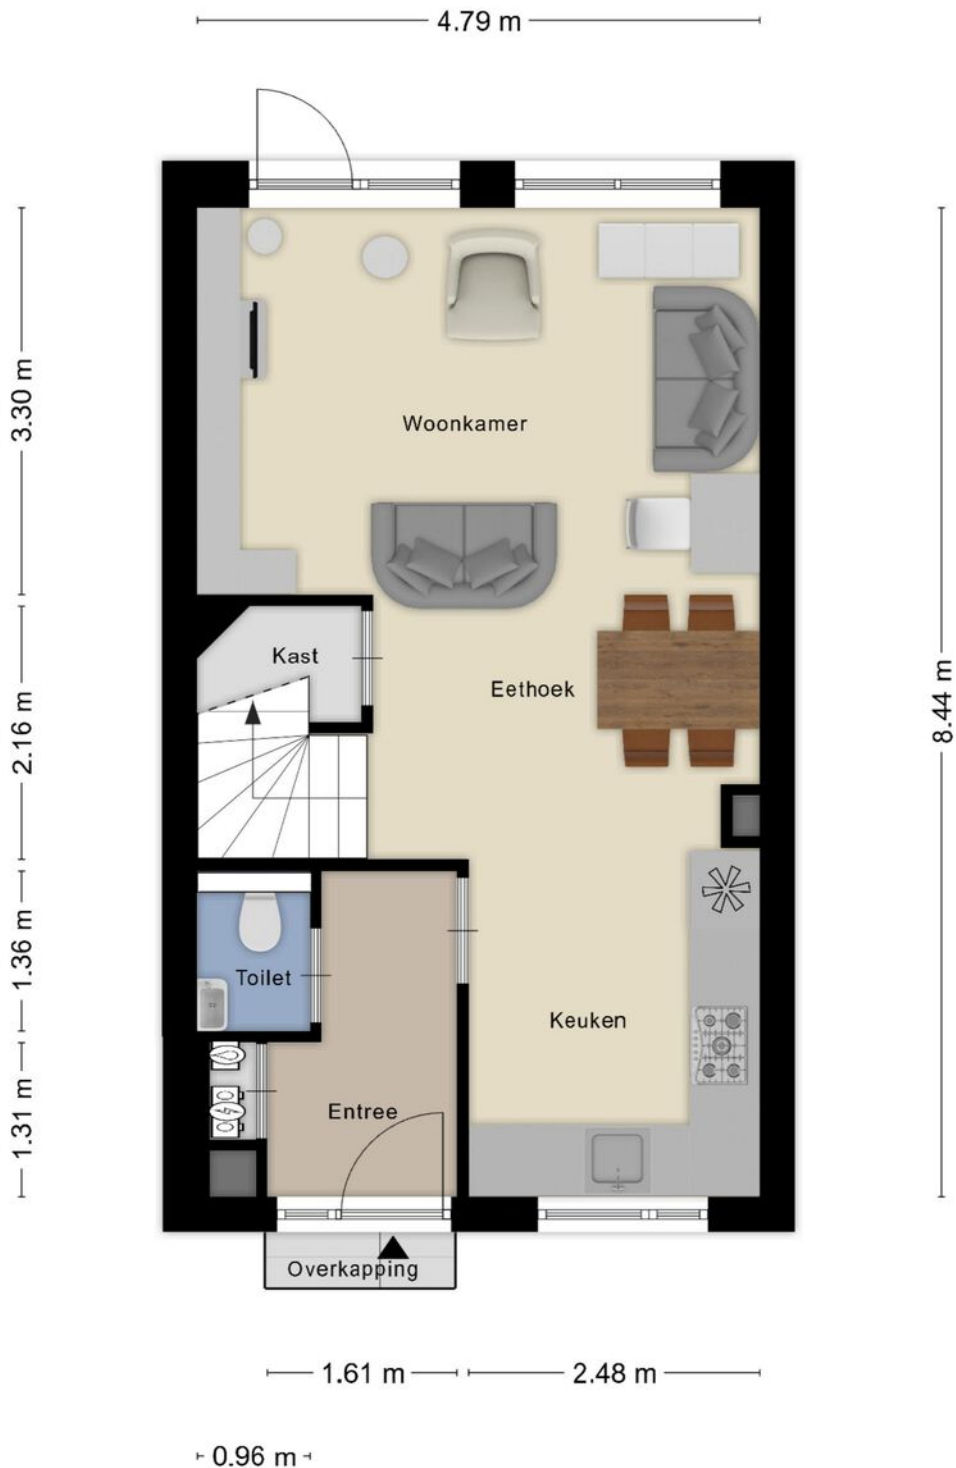 4.79 m
3.30 m
Woonkamer
Kast
Eethoek
2.16 m
8.44 m
1.36 m
Toilet
Keuken
1.31 m
Entree
Overkapping
1.61 m
2.48 m
0.96 m